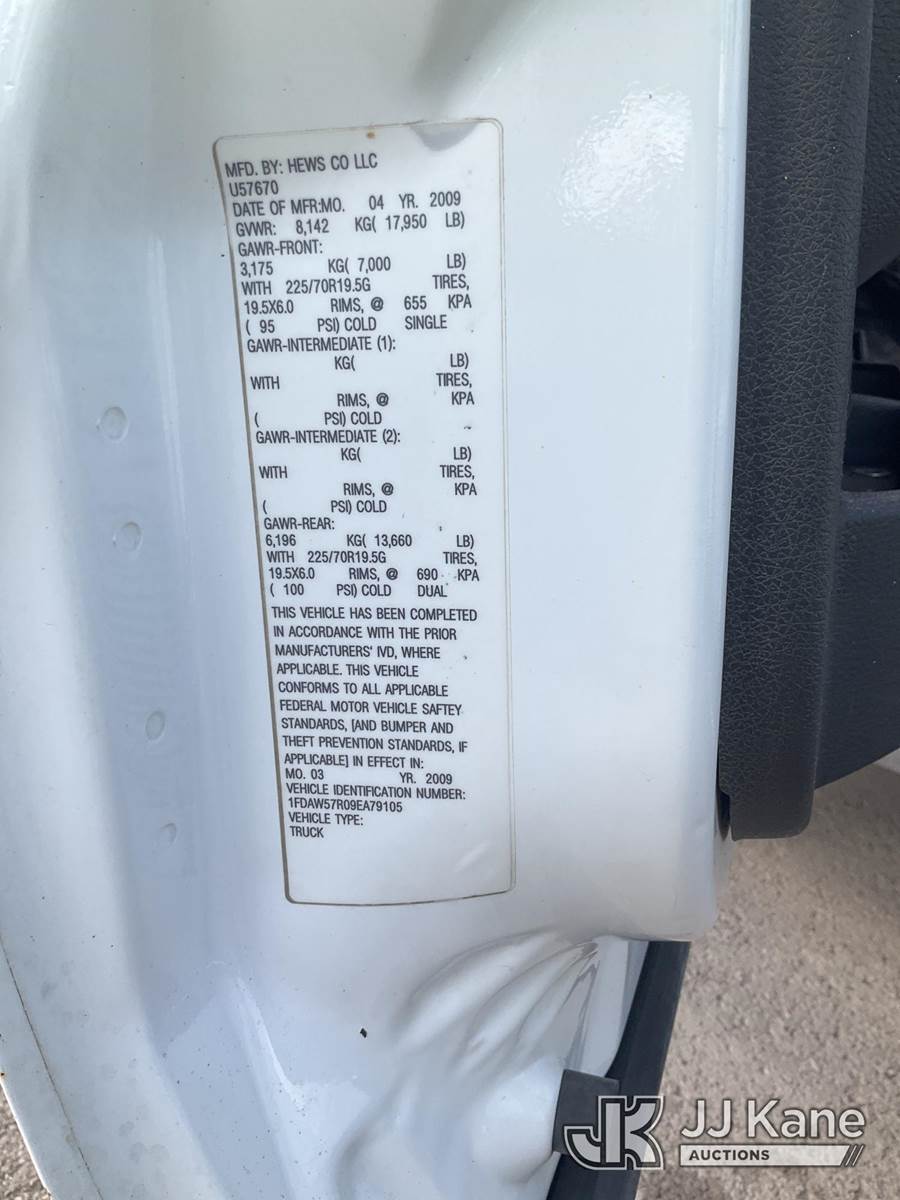 MFD. BY: HEWS CO LLC
U57670
DATE OF MFR:MO. 04 YR. 2009
GVWR: 8,142 KG( 17,950 LB)
GAWR-FRONT:
3,175 KG( 7,000 LB)
WITH 225/70R19.5G TIRES,
19.5X6.0 RIMS, @ 655 KPA
( 95 PSI) COLD SINGLE
GAWR-INTERMEDIATE (1):
KG( LB)
WITH TIRES,
RIMS, @ KPA
( PSI) COLD
GAWR-INTERMEDIATE (2):
KG( LB)
WITH TIRES,
RIMS, @ KPA
( PSI) COLD
GAWR-REAR:
6,196 KG( 13,660 LB)
WITH 225/70R19.5G TIRES,
19.5X6.0 RIMS, @ 690 KPA
( 100 PSI) COLD DUAL
THIS VEHICLE HAS BEEN COMPLETED
IN ACCORDANCE WITH THE PRIOR
MANUFACTURERS' IVD, WHERE
APPLICABLE. THIS VEHICLE
CONFORMS TO ALL APPLICABLE
FEDERAL MOTOR VEHICLE SAFTEY
STANDARDS, [AND BUMPER AND
THEFT PREVENTION STANDARDS, IF
APPLICABLE] IN EFFECT IN:
MO. 03 YR. 2009
VEHICLE IDENTIFICATION NUMBER:
1FDAW57R09EA79105
VEHICLE TYPE:
TRUCK
JK JJ Kane
AUCTIONS